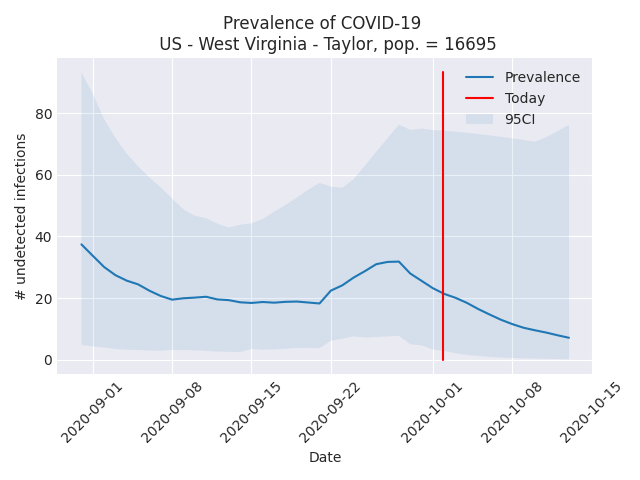 Prevalence of COVID-19
US - West Virginia - Taylor, pop. = 16695
Prevalence
Today
95CI
# undetected infections
80
60
40
20
0
2020-09-01
2020-09-08
2020-09-15
2020-09-22
2020-10-01
2020-10-08
2020-10-15
Date